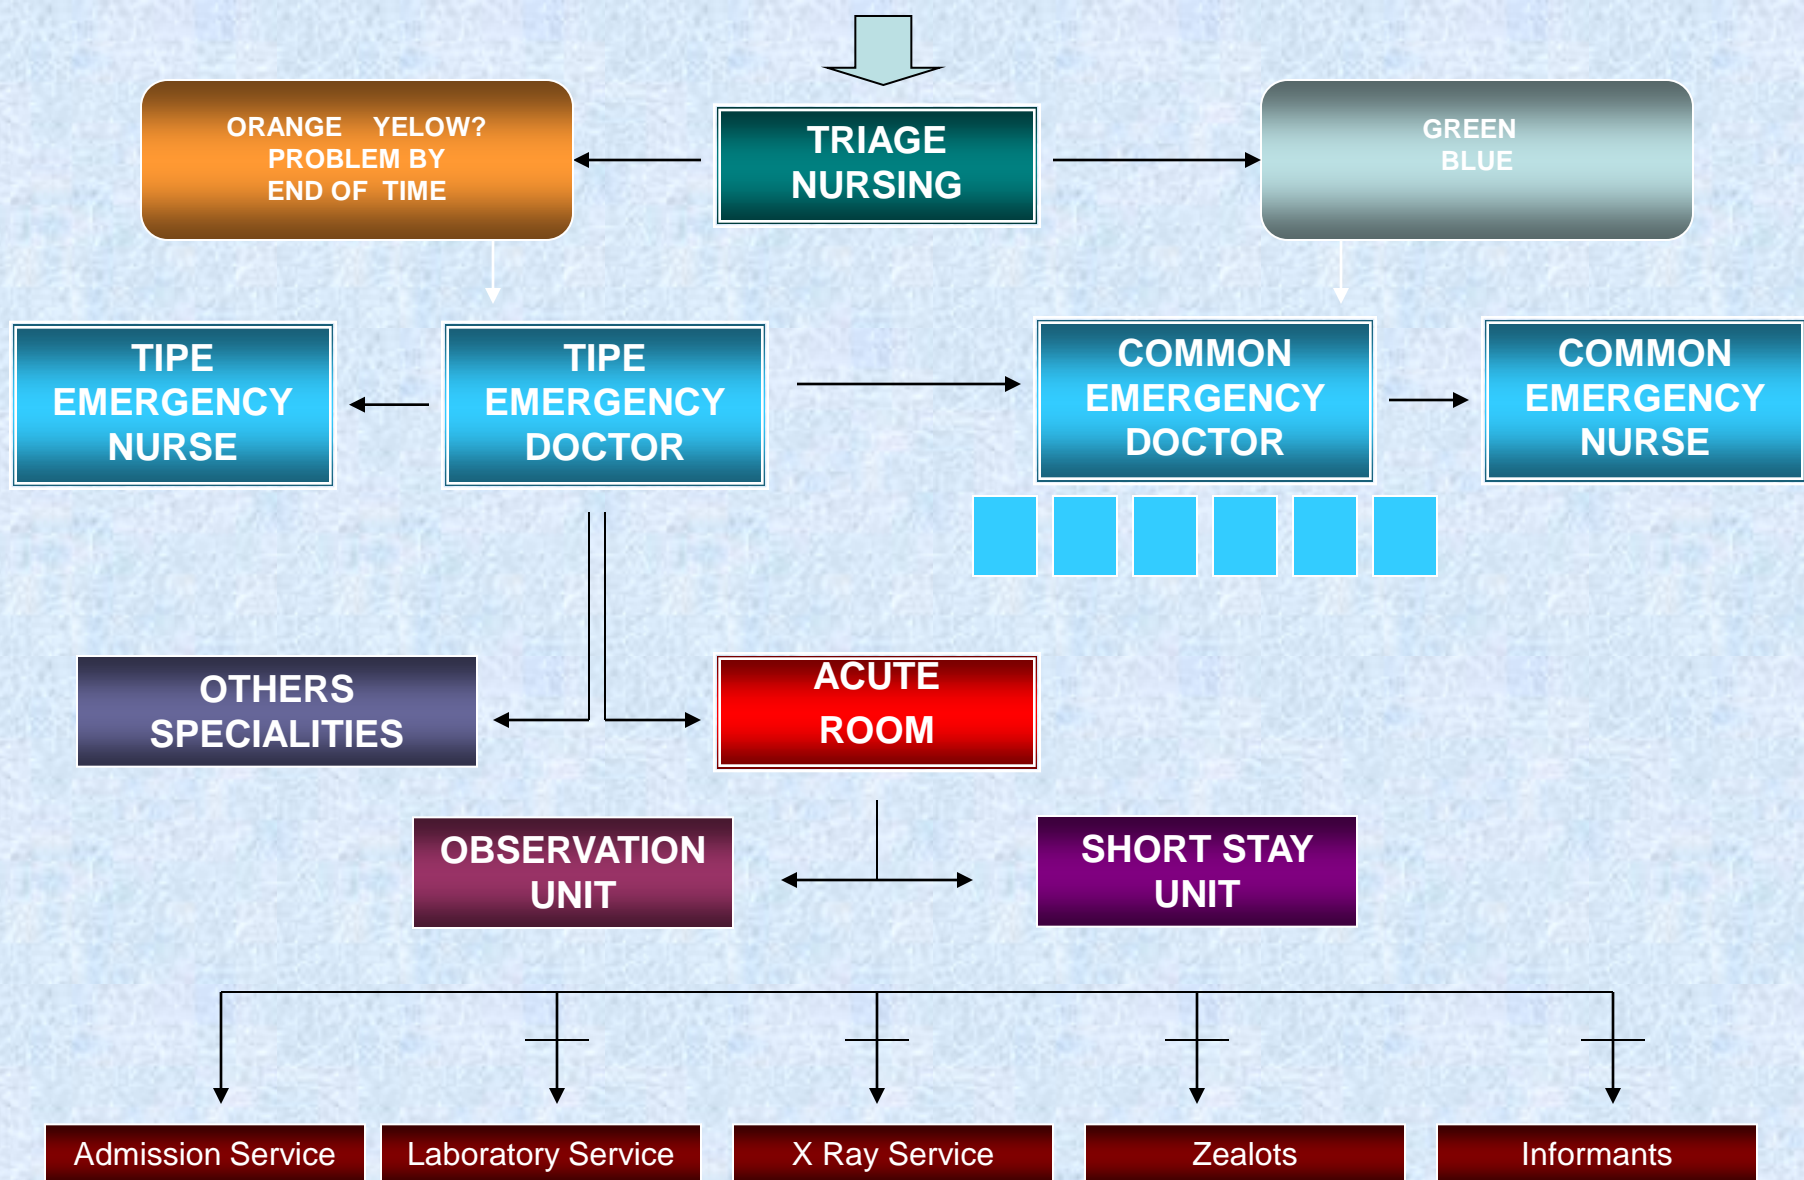 ORANGE YELOW?
PROBLEM BY
END OF TIME
TRIAGE
NURSING
GREEN
BLUE
TIPE
EMERGENCY
NURSE
TIPE
EMERGENCY
DOCTOR
COMMON
EMERGENCY
DOCTOR
COMMON
EMERGENCY
NURSE
OTHERS
SPECIALITIES
ACUTE
ROOM
OBSERVATION
UNIT
SHORT STAY
UNIT
Admission Service
Laboratory Service
X Ray Service
Zealots
Informants